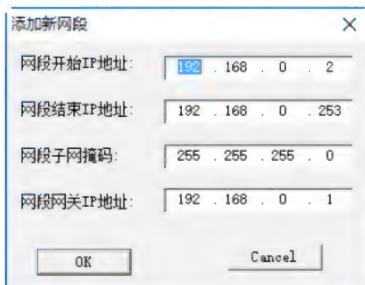 添加新网段
网段开始IP地址: 192 . 168 . 0 . 2
网段结束IP地址: 192 . 168 . 0 . 253
网段子网掩码: 255 . 255 . 255 . 0
网段网关IP地址: 192 . 168 . 0 . 1
OK Cancel